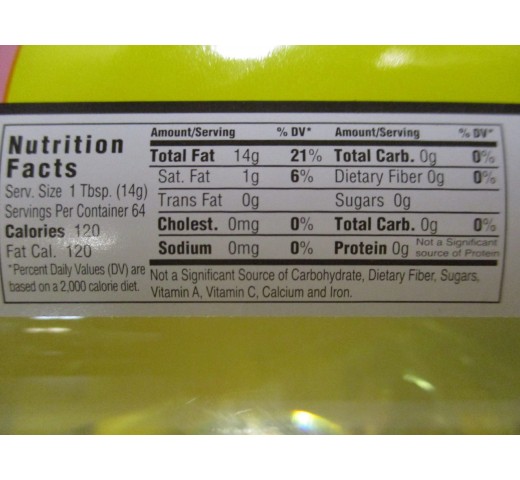 Nutrition
Facts
Serv. Size 1 Tbsp. (14g)
Servings Per Container 64
Calories 120
Fat Cal. 120
*Percent Daily Values (DV) are
based on a 2,000 calorie diet.
Amount/Serving % DV* Amount/Serving % DV*
Total Fat 14g 21% Total Carb. 0g 0%
Sat. Fat 1g 6% Dietary Fiber 0g 0%
Trans Fat 0g Sugars 0g
Cholest. 0mg 0% Total Carb. 0g 0%
Sodium 0mg 0% Protein 0g Not a Significant
source of Protein
Not a Significant Source of Carbohydrate, Dietary Fiber, Sugars,
Vitamin A, Vitamin C, Calcium and Iron.